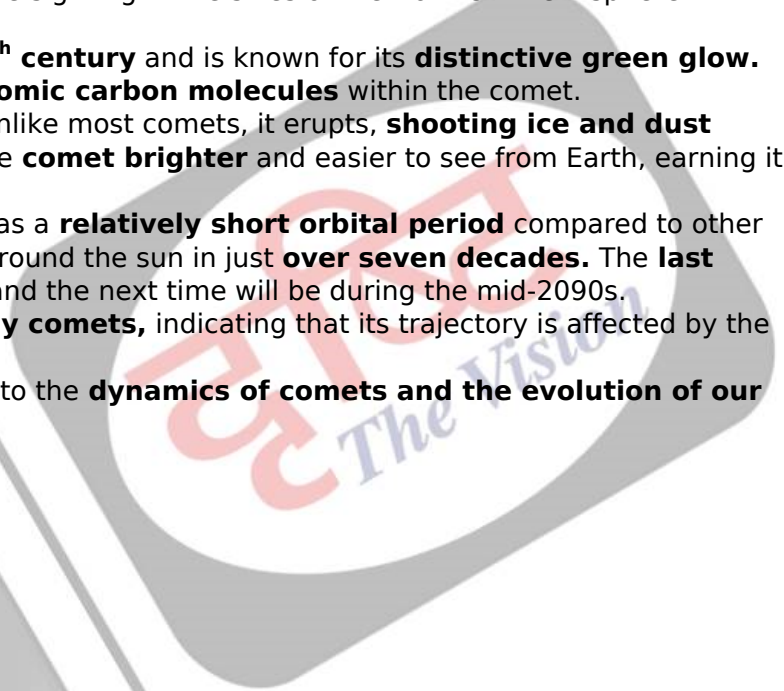 h century and is known for its distinctive green glow.
omic carbon molecules within the comet.
nlike most comets, it erupts, shooting ice and dust
e comet brighter and easier to see from Earth, earning it
as a relatively short orbital period compared to other
round the sun in just over seven decades. The last
and the next time will be during the mid-2090s.
y comets, indicating that its trajectory is affected by the
to the dynamics of comets and the evolution of our
दृष्टि
The Vision